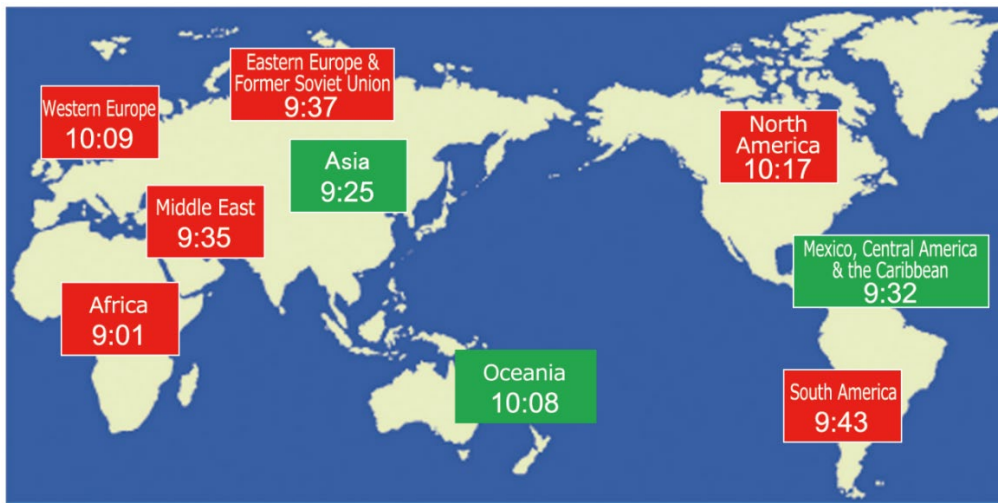 Eastern Europe &
Former Soviet Union
9:37
Western Europe
10:09
North
America
10:17
Asia
9:25
Middle East
9:35
Mexico, Central America
& the Caribbean
9:32
Africa
9:01
Oceania
10:08
South America
9:43